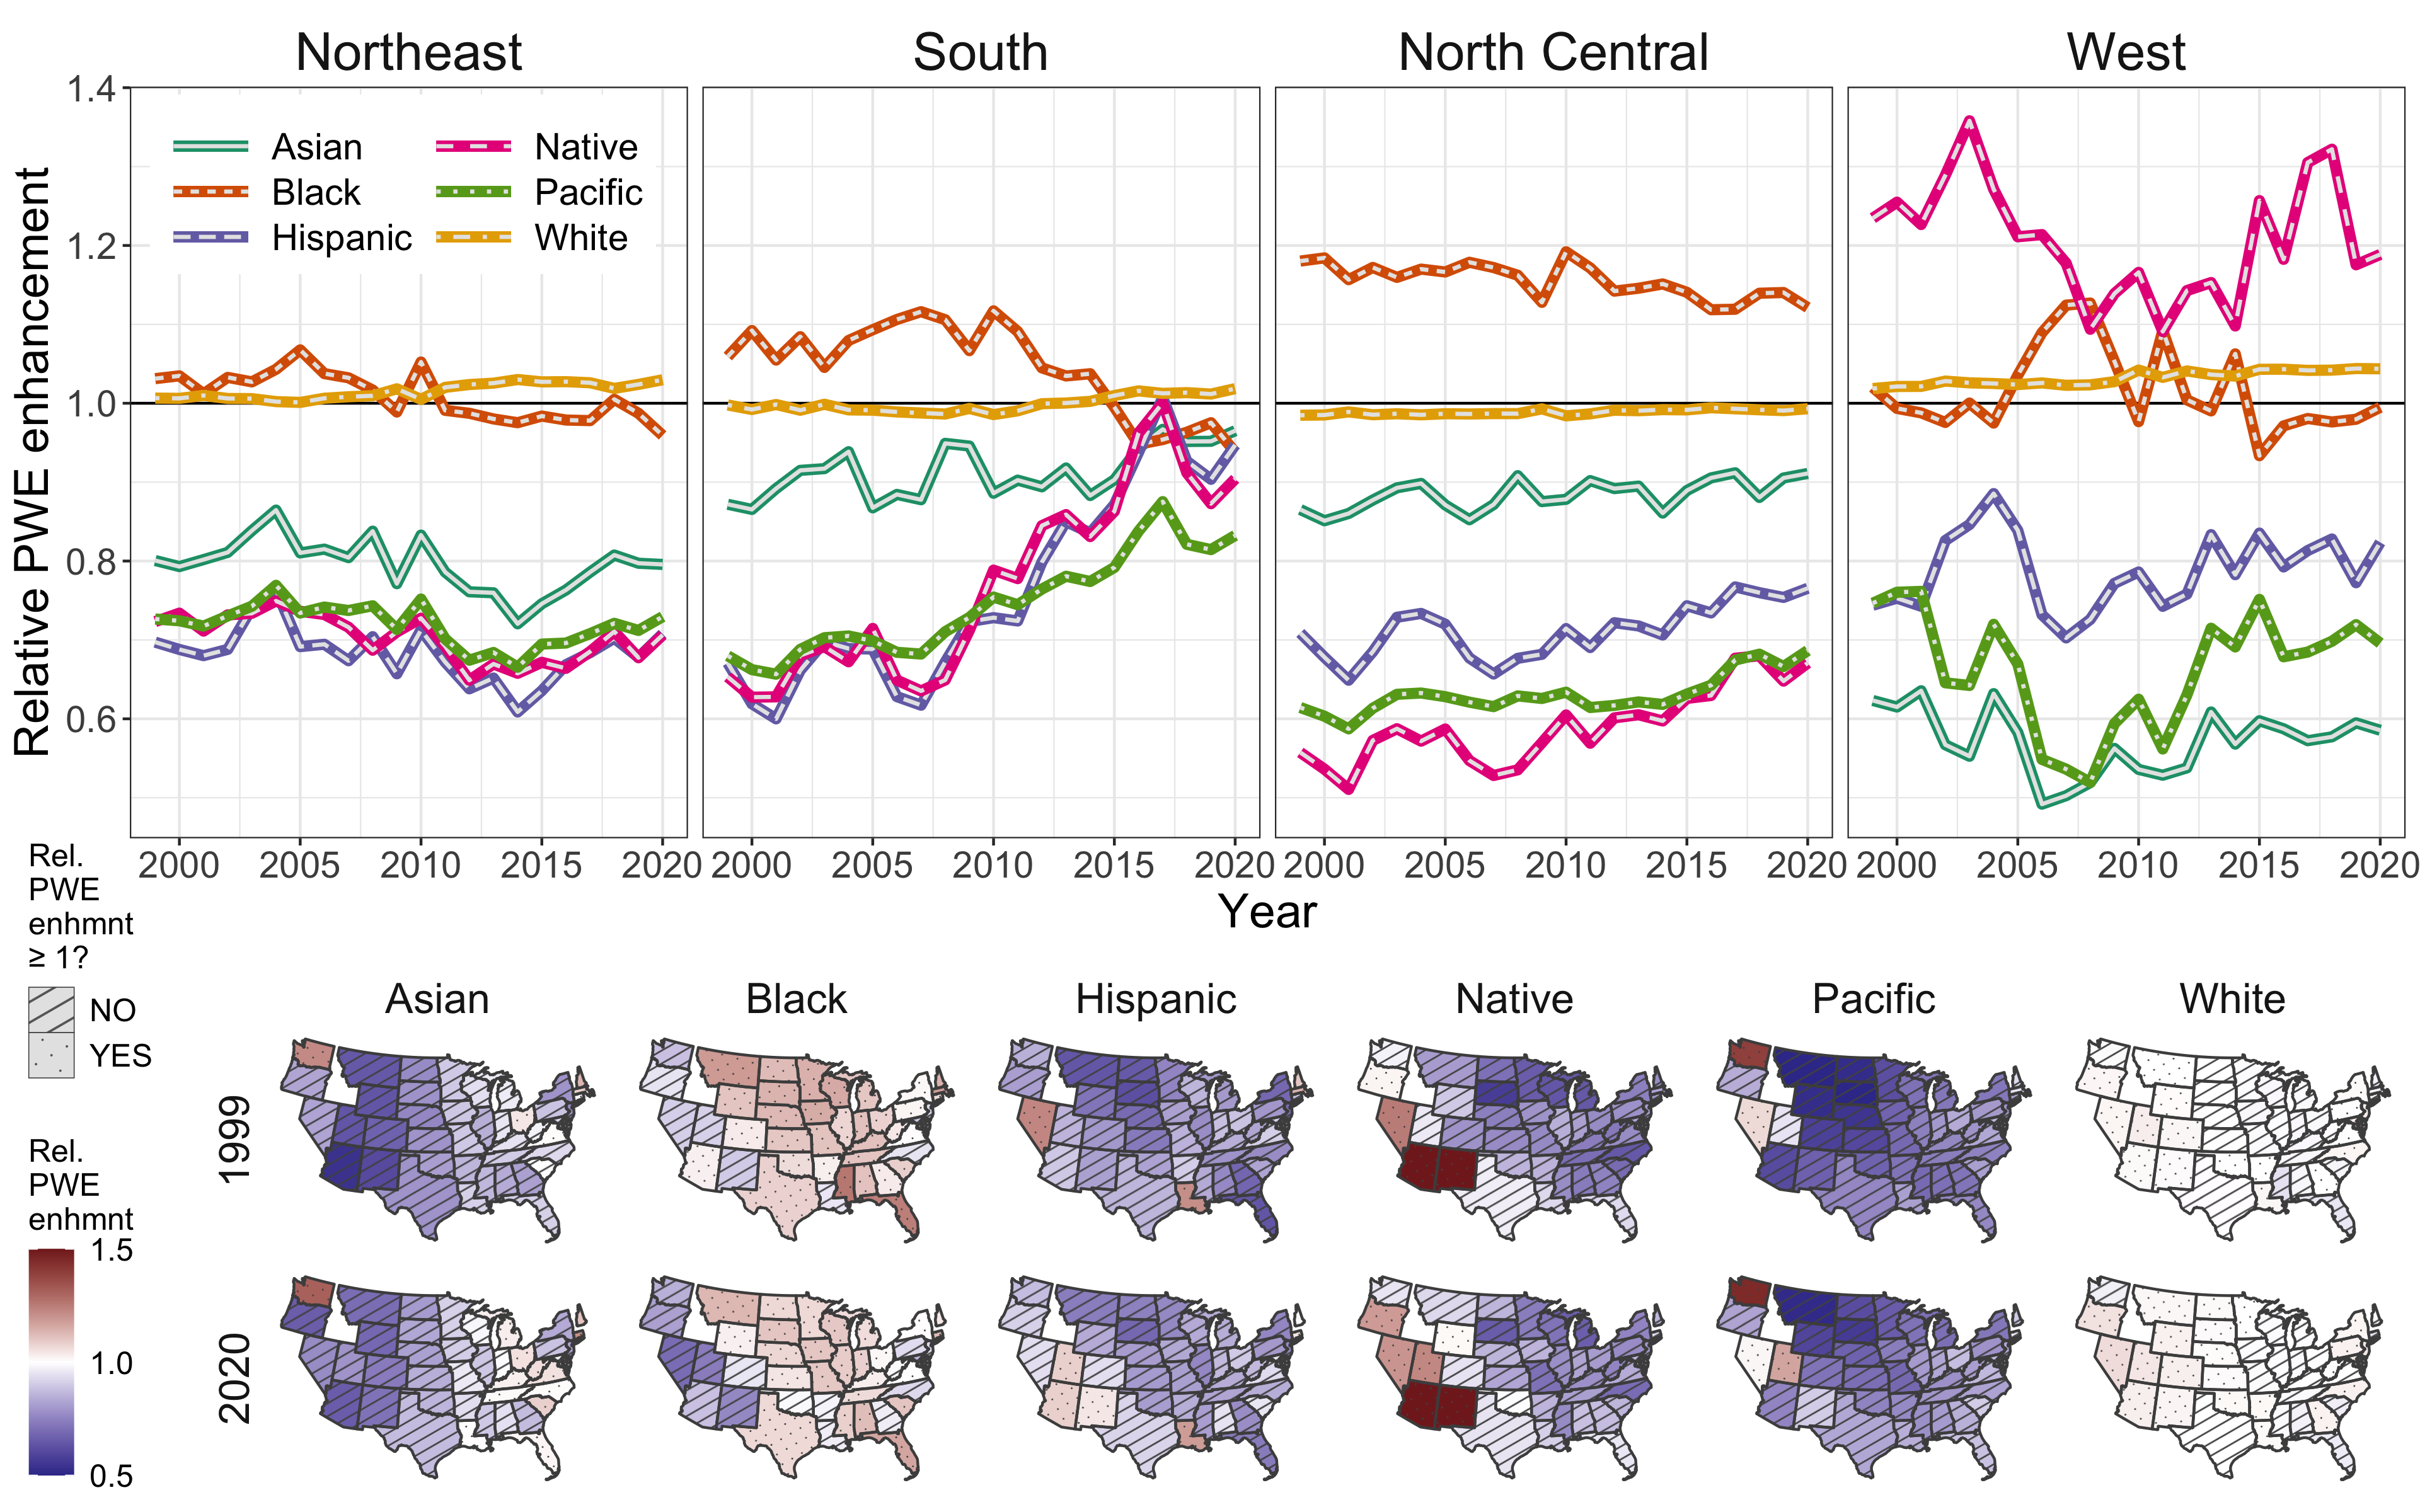 Northeast South North Central West
Relative PWE enhancement
1.4
1.2
1.0
0.8
0.6
Asian Native
Black Pacific
Hispanic White
2000 2005 2010 2015 2020 2000 2005 2010 2015 2020 2000 2005 2010 2015 2020 2000 2005 2010 2015 2020
Year
Rel.
PWE
enhmnt
≥ 1?
NO
YES
Rel.
PWE
enhmnt
1.5
1.0
0.5
Asian Black Hispanic Native Pacific White
1999
2020